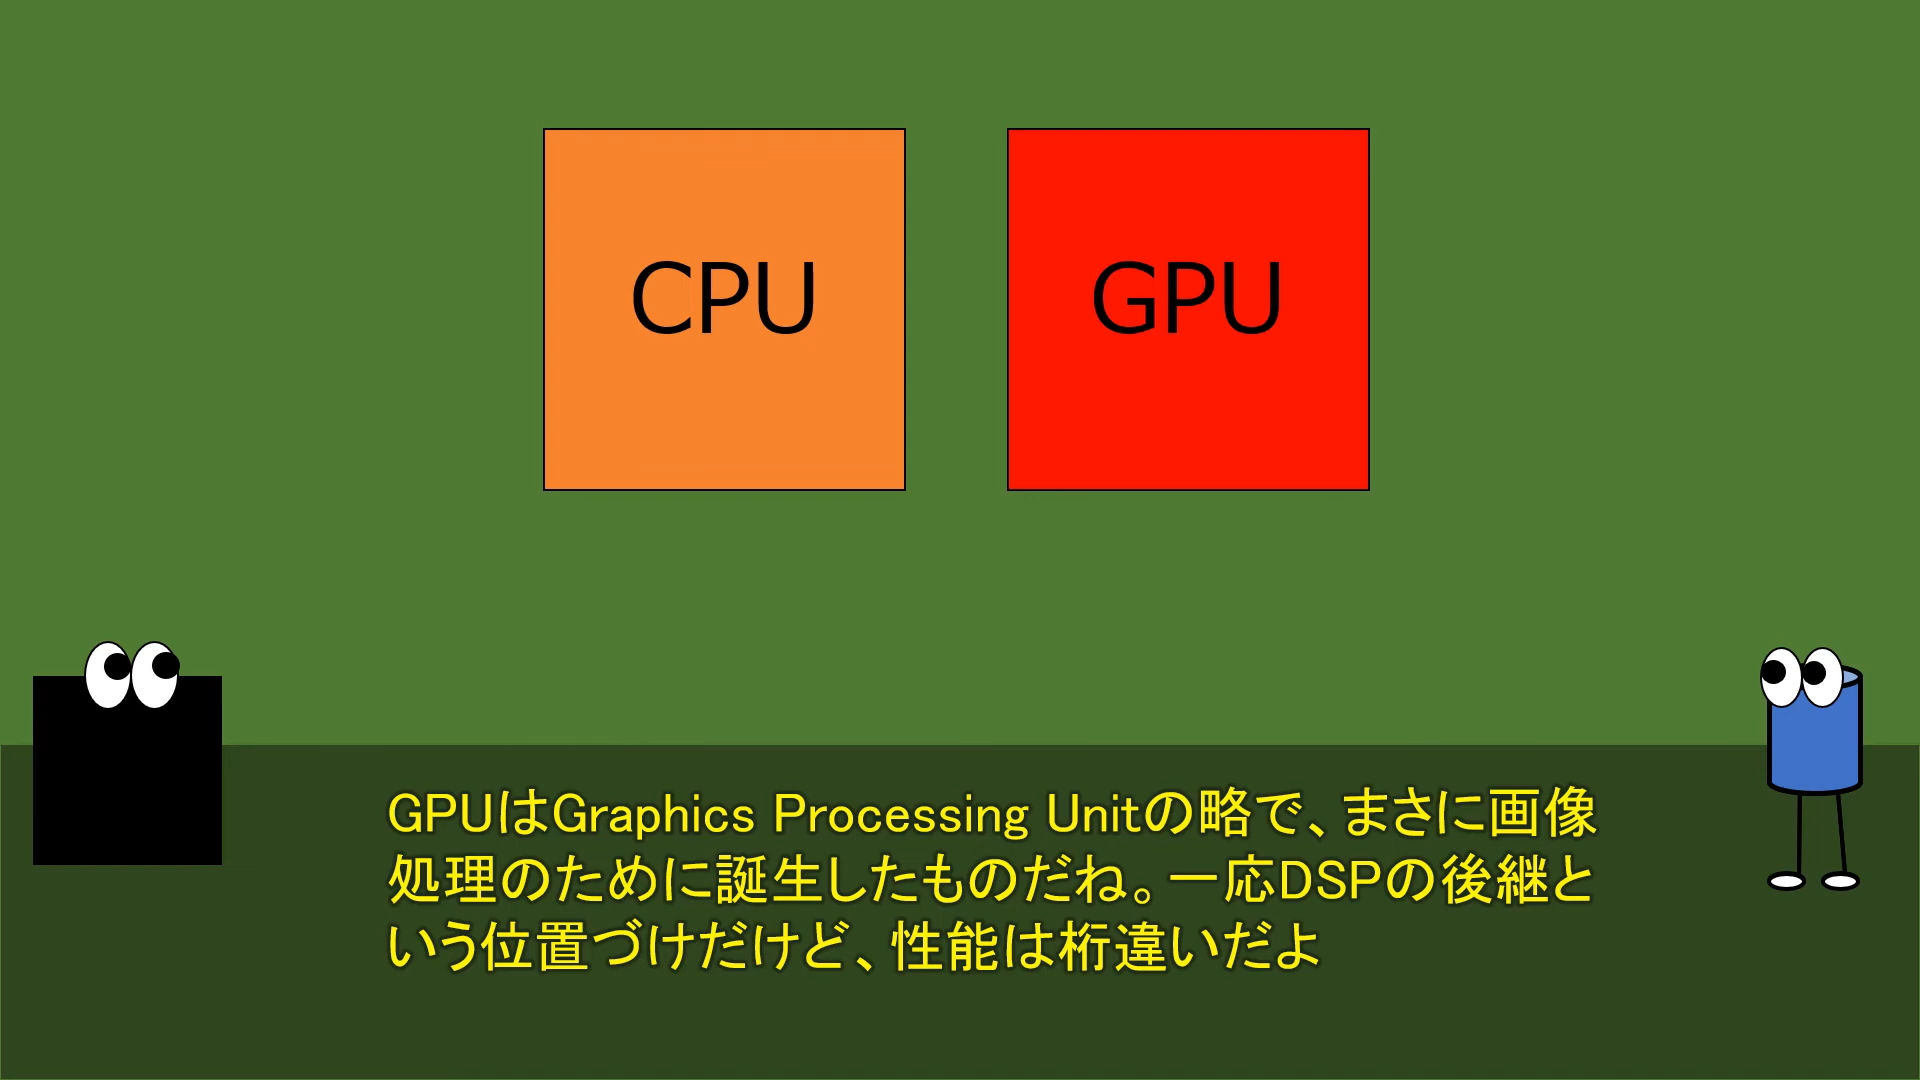 CPU
GPU
GPUはGraphics Processing Unitの略で、まさに画像
処理のために誕生したものだね。一応DSPの後継と
いう位置づけだけど、性能は桁違いだよ